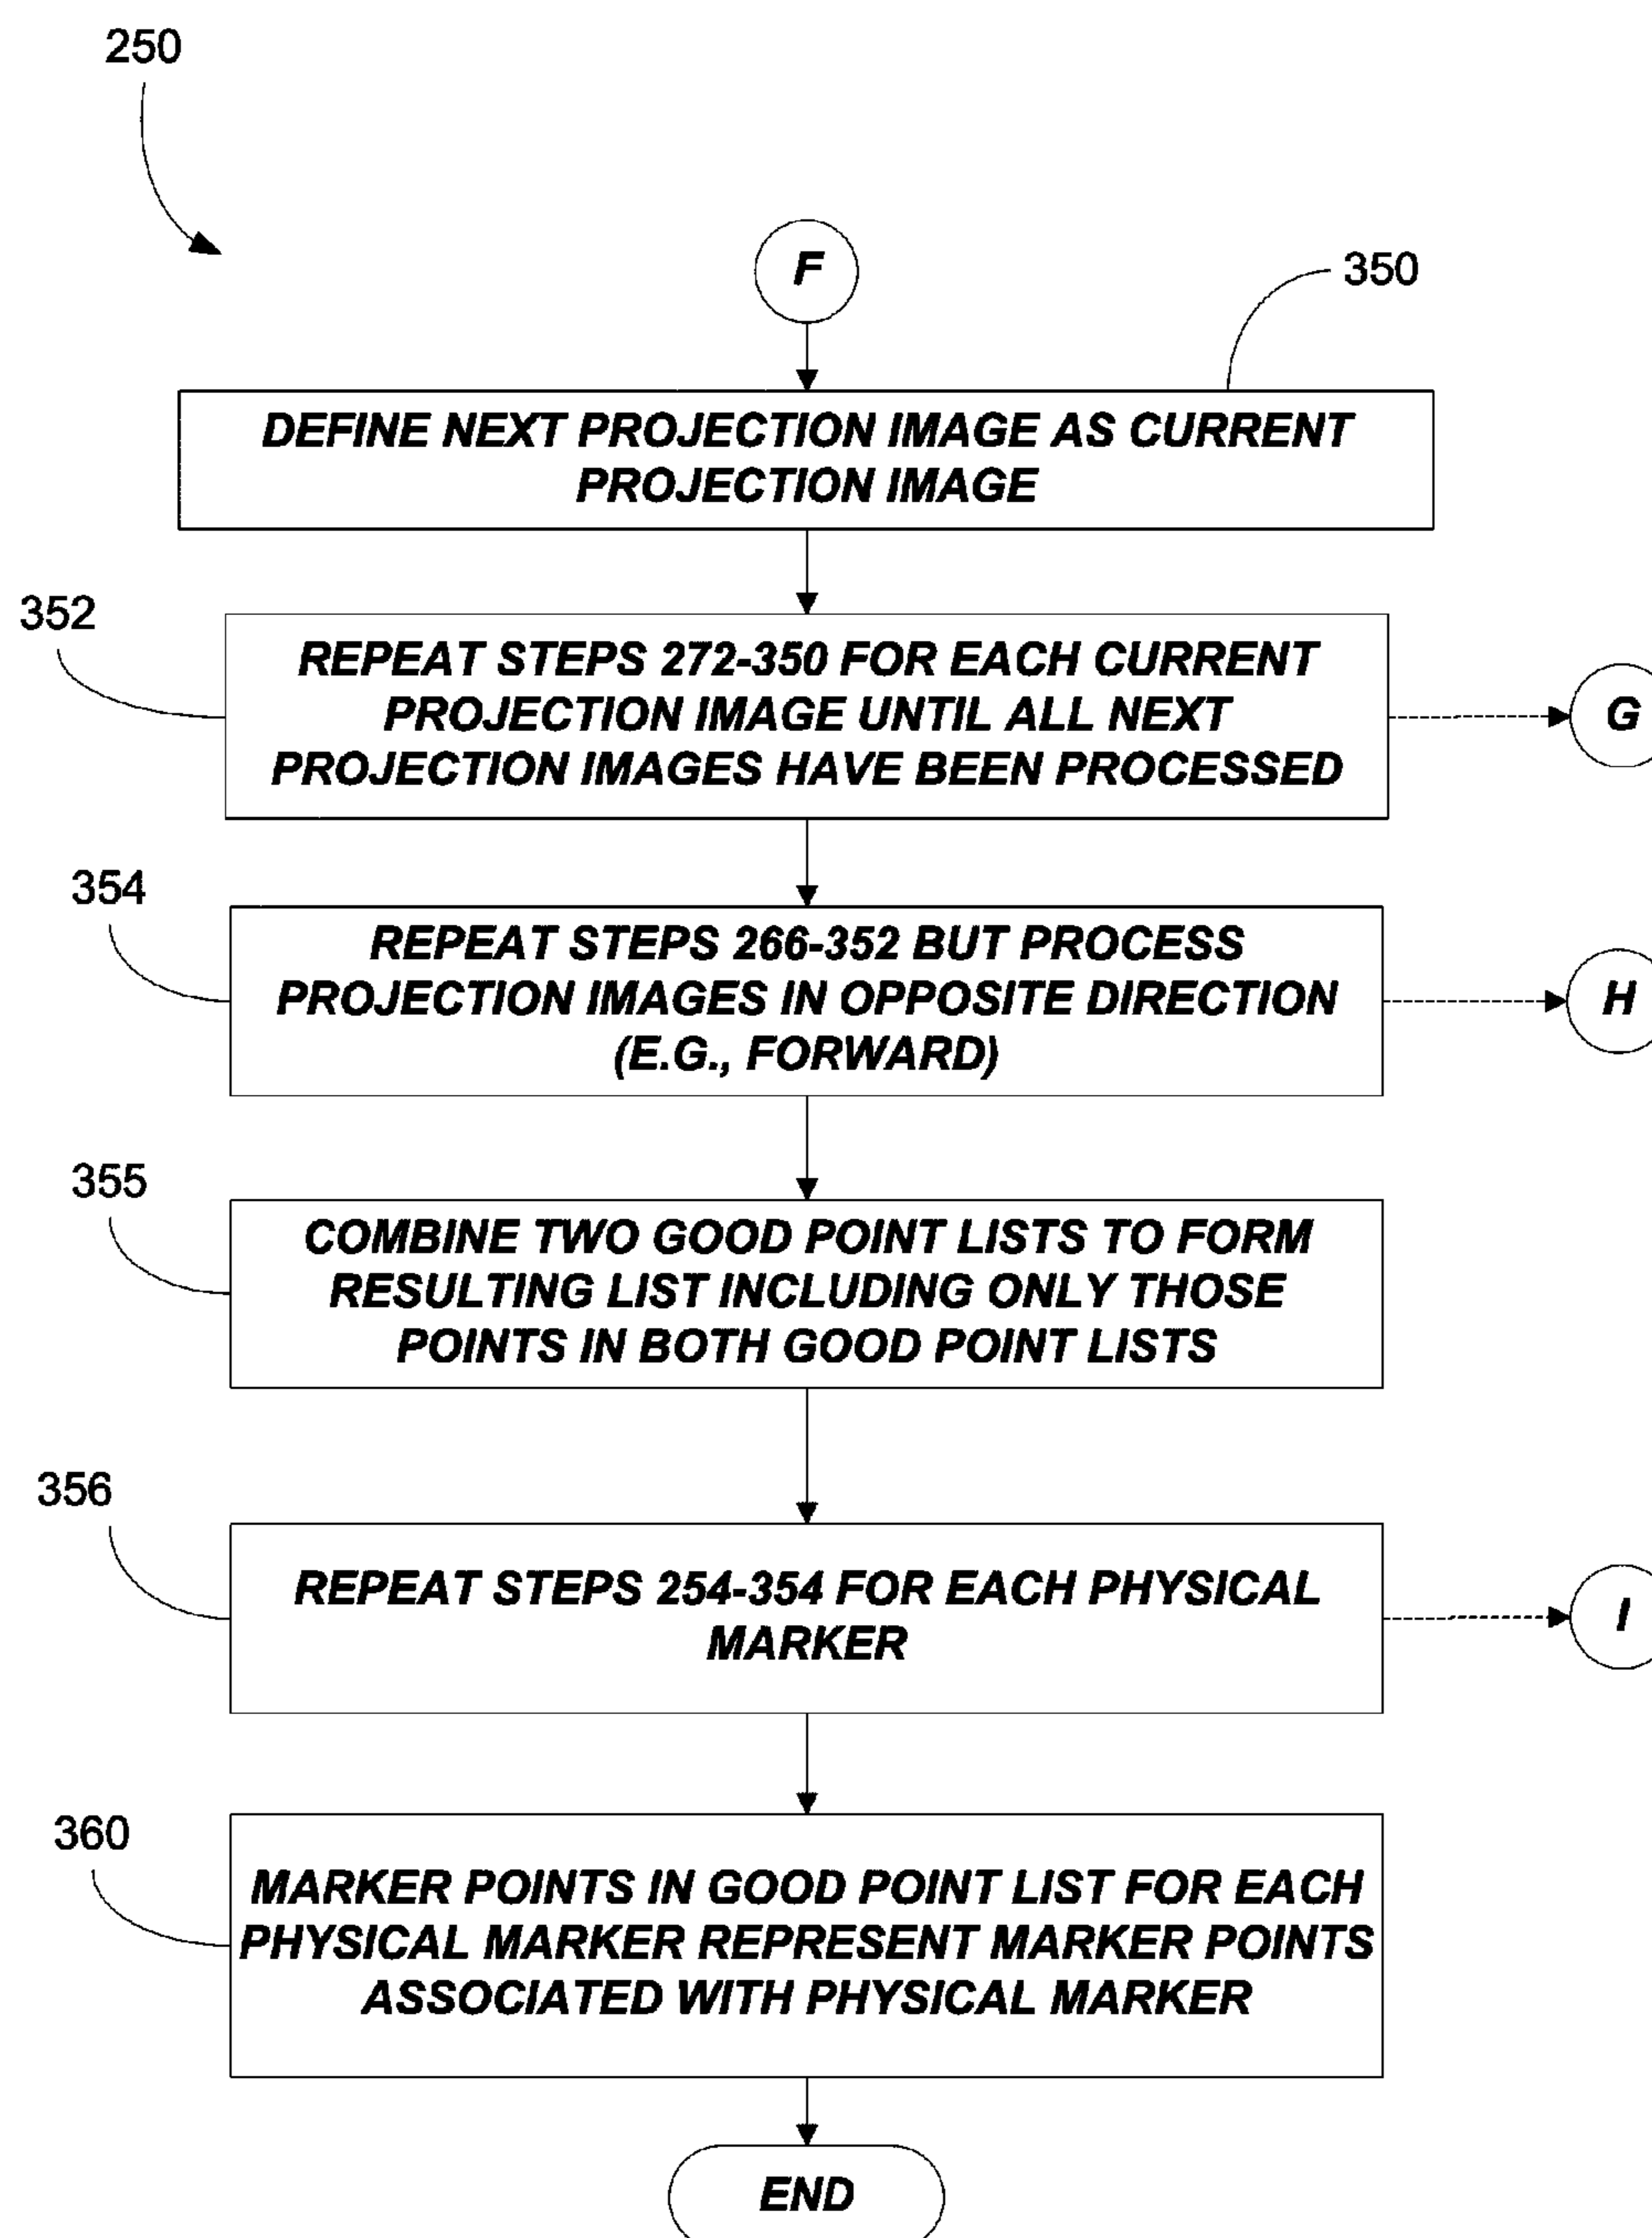 250
F
350
DEFINE NEXT PROJECTION IMAGE AS CURRENT
PROJECTION IMAGE
352
REPEAT STEPS 272-350 FOR EACH CURRENT
PROJECTION IMAGE UNTIL ALL NEXT
PROJECTION IMAGES HAVE BEEN PROCESSED
G
354
REPEAT STEPS 266-352 BUT PROCESS
PROJECTION IMAGES IN OPPOSITE DIRECTION
(E.G., FORWARD)
H
355
COMBINE TWO GOOD POINT LISTS TO FORM
RESULTING LIST INCLUDING ONLY THOSE
POINTS IN BOTH GOOD POINT LISTS
356
REPEAT STEPS 254-354 FOR EACH PHYSICAL
MARKER
I
360
MARKER POINTS IN GOOD POINT LIST FOR EACH
PHYSICAL MARKER REPRESENT MARKER POINTS
ASSOCIATED WITH PHYSICAL MARKER
END